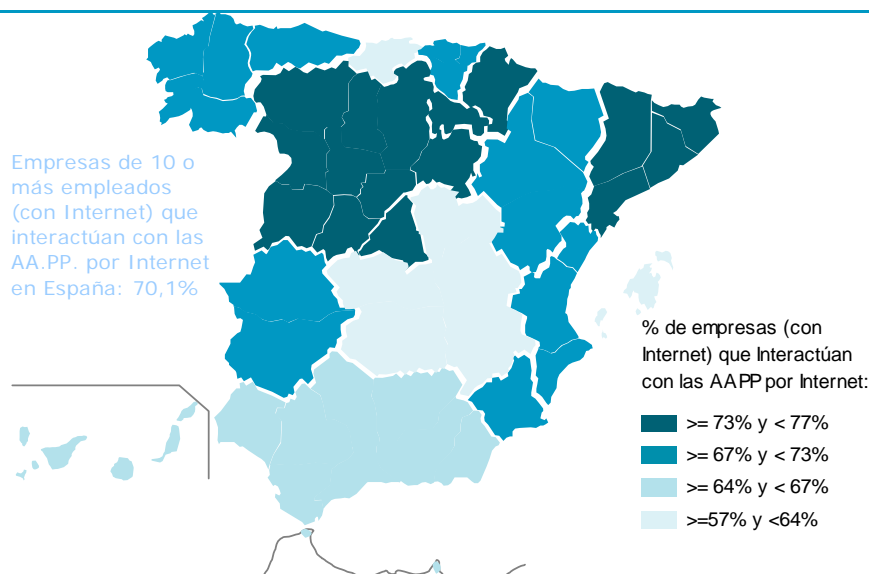 Empresas de 10 o
más empleados
(con Internet) que
interactúan con las
AA.PP. por Internet
en España: 70,1%
% de empresas (con
Internet) que Interactúan
con las AAPP por Internet:
>= 73% y < 77%
>= 67% y < 73%
>= 64% y < 67%
>=57% y <64%